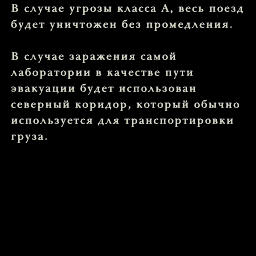 В случае угрозы класса А, весь поезд
будет уничтожен без промедления.
В случае заражения самой
лаборатории в качестве пути
эвакуации будет использован
северный коридор, который обычно
используется для транспортировки
груза.